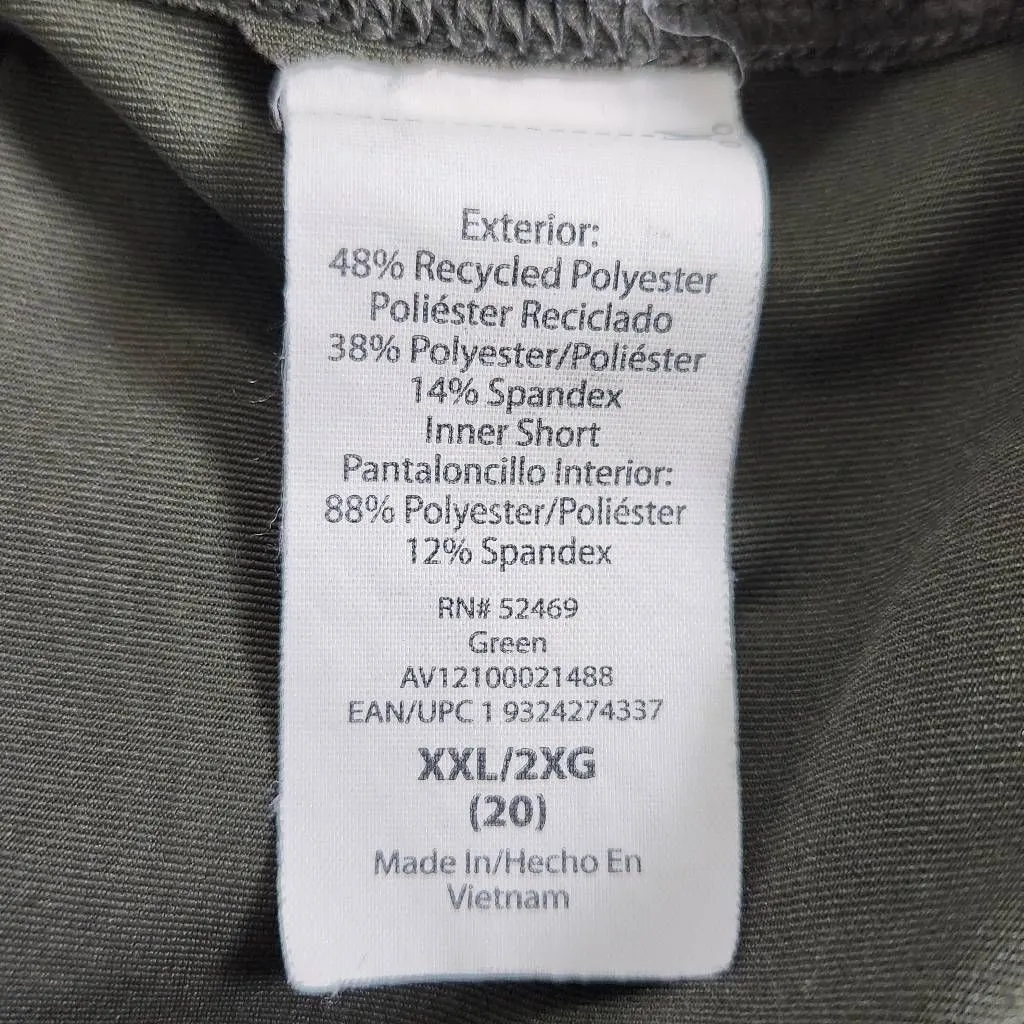 Exterior:
48% Recycled Polyester
Poliéster Reciclado
38% Polyester/Poliéster
14% Spandex
Inner Short
Pantaloncillo Interior:
88% Polyester/Poliéster
12% Spandex
RN# 52469
Green
AV12100021488
EAN/UPC 1 9324274337
XXL/2XG
(20)
Made In/Hecho En
Vietnam